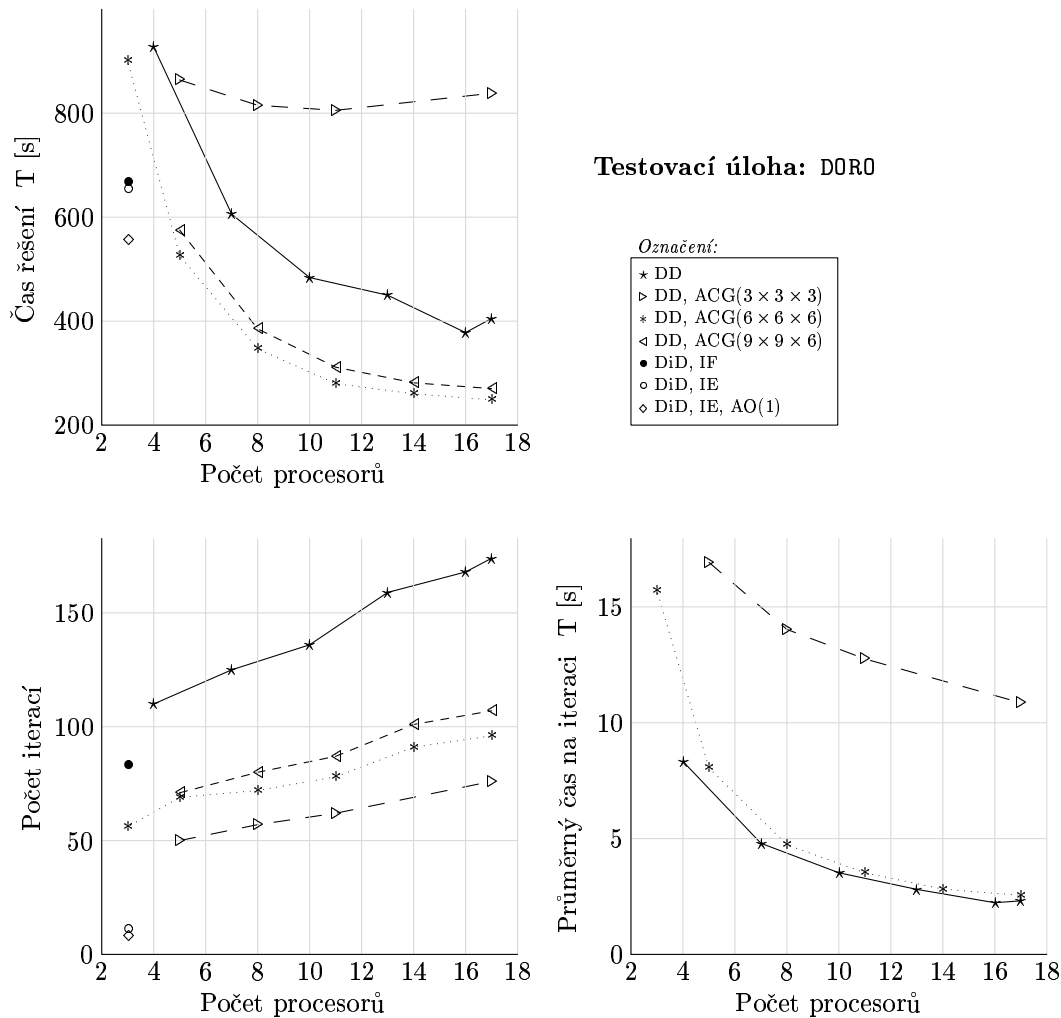 Čas řešení T [s]
800
600
400
200
2 4 6 8 10 12 14 16 18
Počet procesorů
Testovací úloha: DORO
Označení:
DD
DD, ACG(3 × 3 × 3)
DD, ACG(6 × 6 × 6)
DD, ACG(9 × 9 × 6)
DiD, IF
DiD, IE
DiD, IE, AO(1)
Počet iterací
150
100
50
0
2 4 6 8 10 12 14 16 18
Počet procesorů
Průměrný čas na iteraci T [s]
15
10
5
0
2 4 6 8 10 12 14 16 18
Počet procesorů